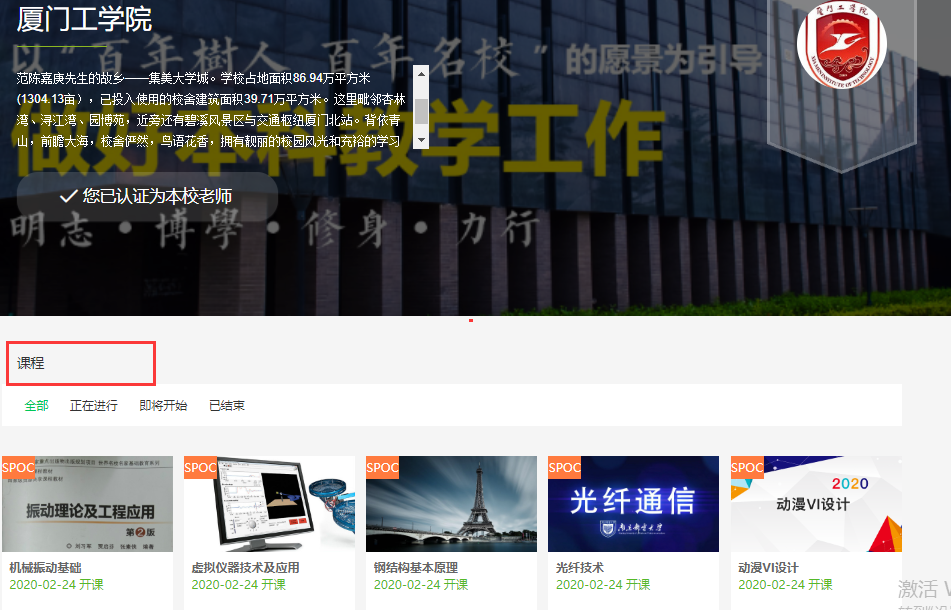 厦门工学院
以“百年樹人 百年名校”的愿景为引导
范陈嘉庚先生的故乡——集美大学城。学校占地面积86.94万平方米
(1304.13亩），已投入使用的校舍建筑面积39.71万平方米。这里毗邻杏林
湾、浔江湾、园博苑，近旁还有碧溪风景区与交通枢纽厦门北站。背依青
山，前瞻大海，校舍俨然，鸟语花香，拥有靓丽的校园风光和充裕的学习
做好本科教学工作
您已认证为本校老师
明志•博學•修身•力行
厦门工学院
XIAMEN INSTITUTE OF TECHNOLOGY
课程
全部 正在进行 即将开始 已结束
SPOC
振动理论及工程应用
第2版
SPOC
SPOC
SPOC
光纤通信
SPOC
2020
动漫VI设计
机械振动基础
2020-02-24 开课
虚拟仪器技术及应用
2020-02-24 开课
钢结构基本原理
2020-02-24 开课
光纤技术
2020-02-24 开课
动漫VI设计
2020-02-24 开课
激活